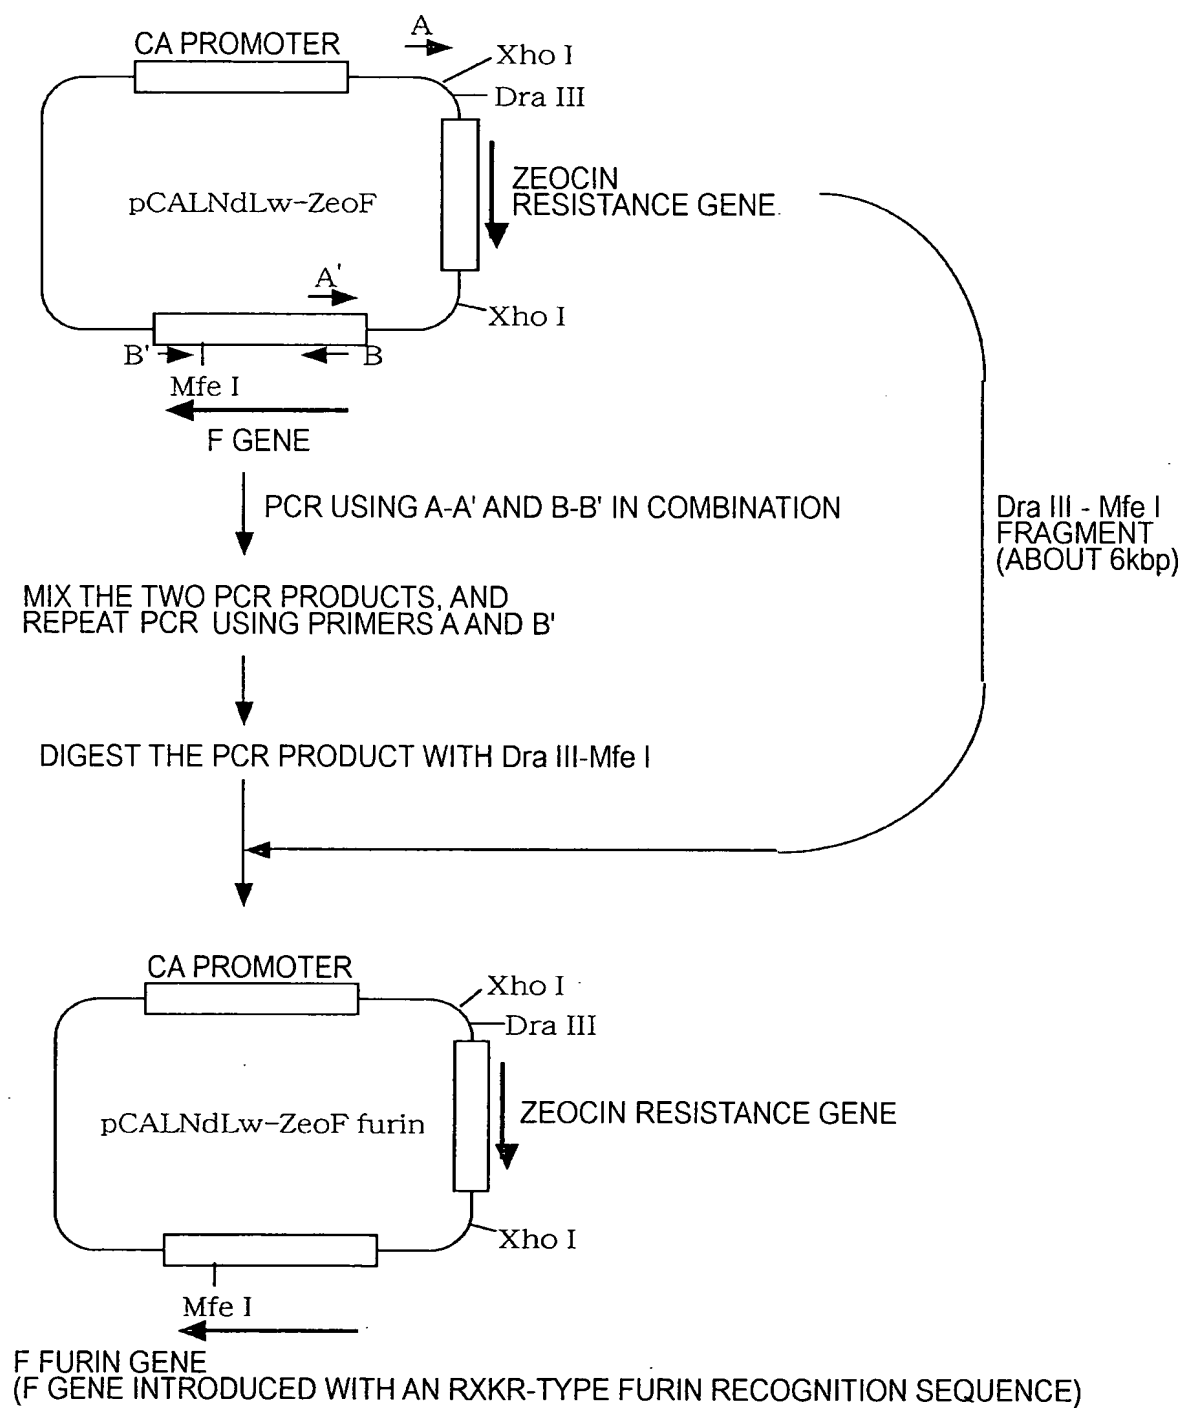 A
CA PROMOTER
Xho I
Dra III
ZEOCIN
RESISTANCE GENE
pCALNdLw-ZeoF
A'
Xho I
B'
B
Mfe I
F GENE
PCR USING A-A' AND B-B' IN COMBINATION
Dra III - Mfe I
FRAGMENT
(ABOUT 6kbp)
MIX THE TWO PCR PRODUCTS, AND
REPEAT PCR USING PRIMERS A AND B'
DIGEST THE PCR PRODUCT WITH Dra III-Mfe I
CA PROMOTER
Xho I
Dra III
ZEOCIN RESISTANCE GENE
pCALNdLw-ZeoF furin
Xho I
Mfe I
F FURIN GENE
(F GENE INTRODUCED WITH AN RXKR-TYPE FURIN RECOGNITION SEQUENCE)